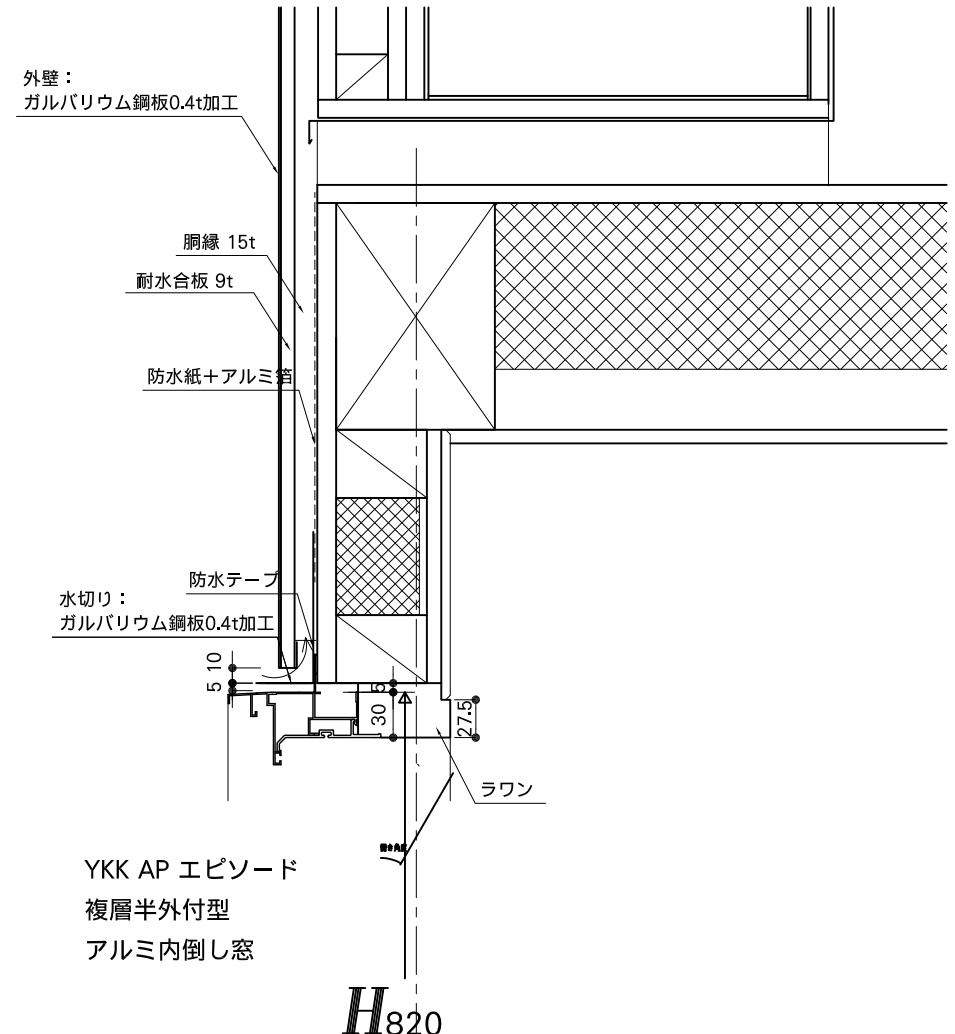 外壁：
ガルバリウム鋼板0.4t加工
胴縁 15t
耐水合板 9t
防水紙＋アルミ箔
防水テープ
水切り：
ガルバリウム鋼板0.4t加工
10
5
5
30
27.5
ラワン
YKK AP エピソード
複層半外付型
アルミ内倒し窓
H820